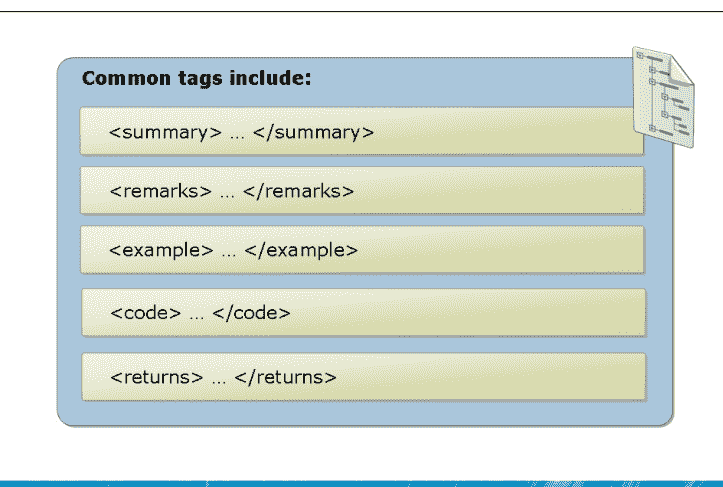 Common tags include:
<summary> … </summary>
<remarks> … </remarks>
<example> … </example>
<code> … </code>
<returns> … </returns>